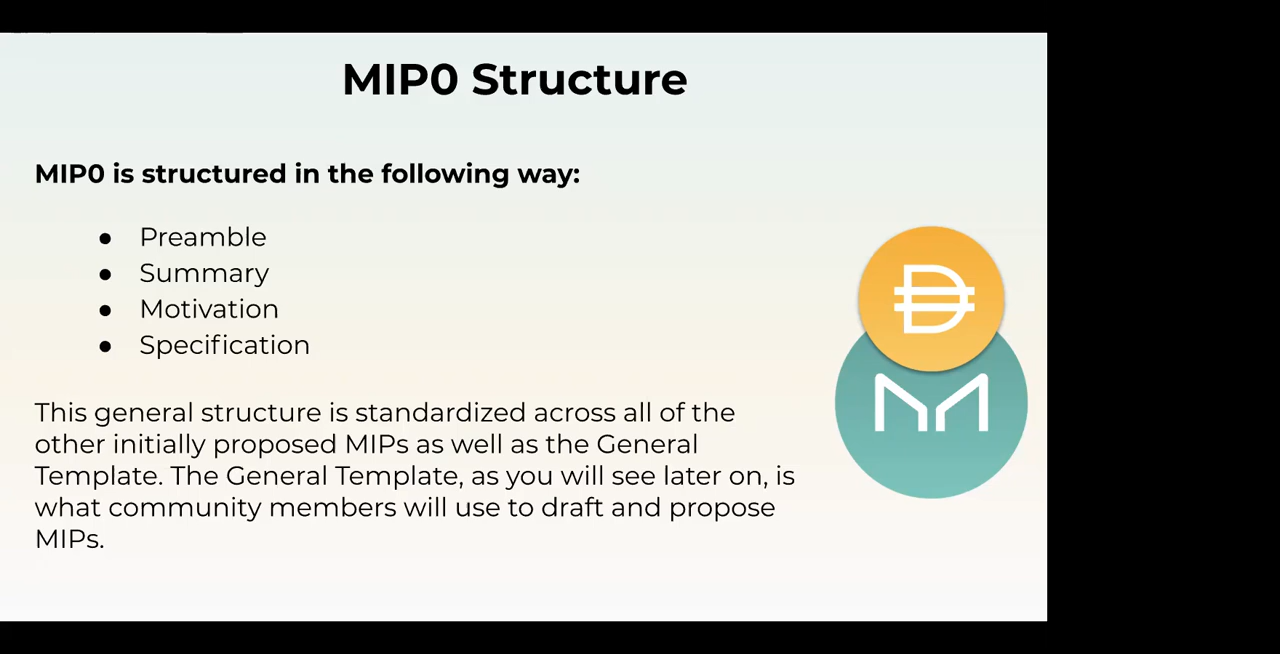 MIP0 Structure
MIP0 is structured in the following way:
● Preamble
● Summary
● Motivation
● Specification
This general structure is standardized across all of the
other initially proposed MIPs as well as the General
Template. The General Template, as you will see later on, is
what community members will use to draft and propose
MIPs.